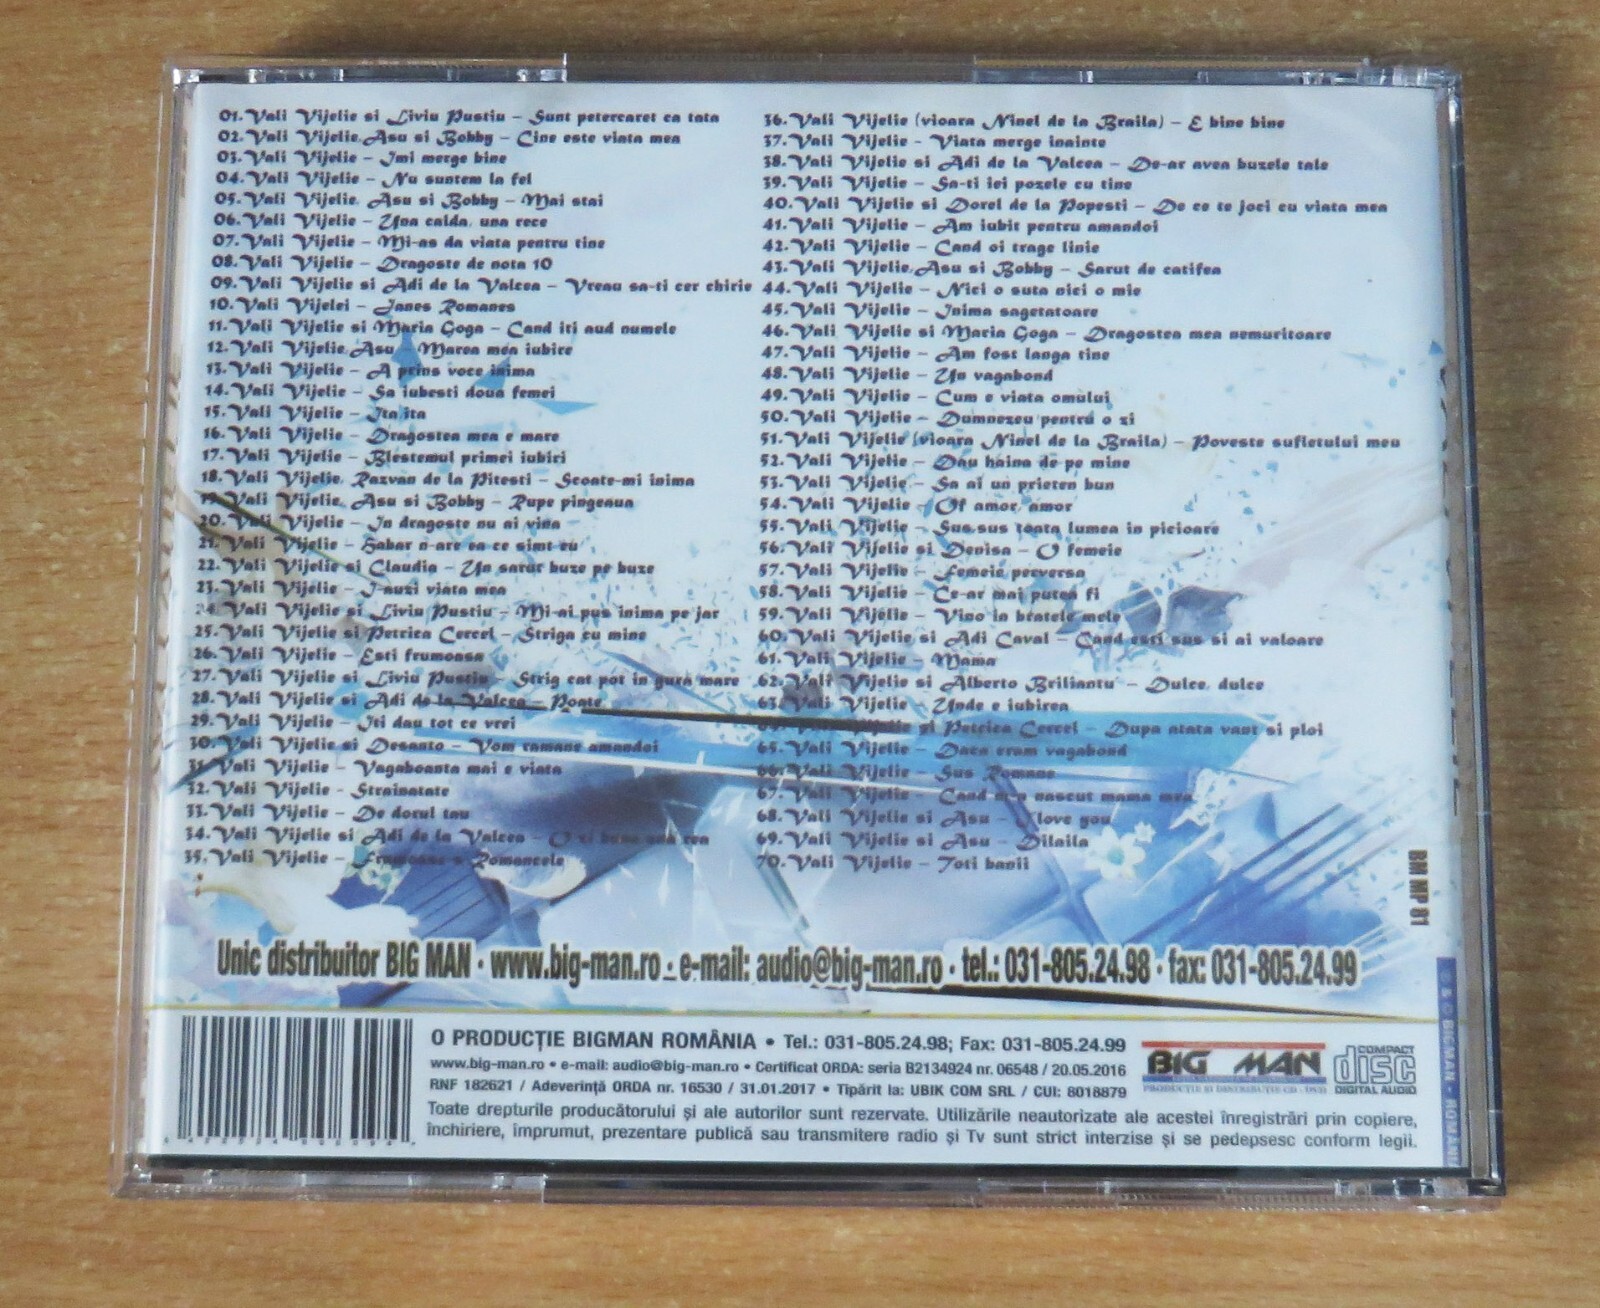 01.Vali Vijelie si Liviu Pustiu – Sunt petercaret ca tata
02.Vali Vijelie,Asu si Bobby – Cine este viata mea
03.Vali Vijelie – Imi merge bine
04.Vali Vijelie – Nu suntem la fel
05.Vali Vijelie, Asu si Bobby – Mai stai
06.Vali Vijelie – Una calda, una rece
07.Vali Vijelie – Mi-as da viata pentru tine
08.Vali Vijelie – Dragoste de nota 10
09.Vali Vijelie si Adi de la Valcea – Vreau sa-ti cer chirie
10.Vali Vijelei – Janes Romanes
11.Vali Vijelie si Maria Goga – Cand iti aud numele
12.Vali Vijelie,Asu – Marea mea iubire
13.Vali Vijelie – A prins voce inima
14.Vali Vijelie – Sa iubesti doua femei
15.Vali Vijelie – Ita ita
16.Vali Vijelie – Dragostea mea e mare
17.Vali Vijelie – Blestemul primei iubiri
18.Vali Vijelie, Razvan de la Pitesti – Scoate-mi inima
19.Vali Vijelie, Asu si Bobby – Rupe pingeaua
20.Vali Vijelie – In dragoste nu ai vina
21.Vali Vijelie – Habar n-are ea ce simt eu
22.Vali Vijelie si Claudia – Un sarut buze pe buze
23.Vali Vijelie – I-auzi viata mea
24.Vali Vijelie si Liviu Pustiu – Mi-ai pus inima pe jar
25.Vali Vijelie si Petrica Cercel – Striga cu mine
26.Vali Vijelie – Esti frumoasa
27.Vali Vijelie si Liviu Pustiu – Strig cat pot in gura mare
28.Vali Vijelie si Adi de la Valcea – Poate
29.Vali Vijelie – Iti dau tot ce vrei
30.Vali Vijelie si Desanto – Vom ramane amandoi
31.Vali Vijelie – Vagaboanta mai e viata
32.Vali Vijelie – Strainatate
33.Vali Vijelie – De dorul tau
34.Vali Vijelie si Adi de la Valcea – O zi buna una rea
35.Vali Vijelie – Romancele
36.Vali Vijelie (vioara Ninel de la Braila) – E bine bine
37.Vali Vijelie - Viata merge inainte
38.Vali Vijelie si Adi de la Valcea – De-ar avea buzele tale
39.Vali Vijelie – Sa-ti iei pozele cu tine
40.Vali Vijelie si Dorel de la Popesti – De ce te joci cu viata mea
41.Vali Vijelie – Am iubit pentru amandoi
42.Vali Vijelie – Cand oi trage linie
43.Vali Vijelie,Asu si Bobby – Sarut de catifea
44.Vali Vijelie – Nici o suta nici o mie
45.Vali Vijelie – Inima sagetatoare
46.Vali Vijelie si Maria Goga – Dragostea mea nemuritoare
47.Vali Vijelie – Am fost langa tine
48.Vali Vijelie – Un vagabond
49.Vali Vijelie – Cum e viata omului
50.Vali Vijelie – Dumnezeu pentru o zi
51.Vali Vijelie (vioara Ninel de la Braila) – Poveste sufletului meu
52.Vali Vijelie – Dau haina de pe mine
53.Vali Vijelie – Sa ai un prieten bun
54.Vali Vijelie – Of amor, amor
55.Vali Vijelie – Sus,sus toata lumea in picioare
56.Vali Vijelie si Denisa – O femeie
57.Vali Vijelie – Femeie perversa
58.Vali Vijelie – Ce-ar mai putea fi
59.Vali Vijelie – Vino in bratele mele
60.Vali Vijelie si Adi Caval – Cand esti sus si ai valoare
61.Vali Vijelie – Mama
62.Vali Vijelie si Alberto Briliantu – Dulce, dulce
63.Vali Vijelie – Unde e iubirea
Vijelie si Petrica Cercel – Dupa atata vant si ploi
65.Vali Vijelie – Daca eram vagabond
66.Vali Vijelie – Sus Romane
67.Vali Vijelie – Cand m-a nascut mama mea
68.Vali Vijelie si Asu – I love you
69.Vali Vijelie si Asu – Dilaila
70.Vali Vijelie – Toti banii
BM MP 81
Unic distribuitor BIG MAN · www.big-man.ro · e-mail: audio@big-man.ro · tel.: 031-805.24.98 · fax: 031-805.24.99
O PRODUCȚIE BIGMAN ROMÂNIA • Tel.: 031-805.24.98; Fax: 031-805.24.99
www.big-man.ro • e-mail: audio@big-man.ro • Certificat ORDA: seria B2134924 nr. 06548 / 20.05.2016
RNF 182621 / Adeverință ORDA nr. 16530 / 31.01.2017 • Tipărit la: UBIK COM SRL / CUI: 8018879
Toate drepturile producătorului și ale autorilor sunt rezervate. Utilizările neautorizate ale acestei înregistrări prin copiere,
închiriere, împrumut, prezentare publică sau transmitere radio și Tv sunt strict interzise și se pedepsesc conform legii.
BIG MAN
PRODUCTIE SI DISTRIBUTIE CD - DVD
COMPACT
disc
DIGITAL AUDIO
BIGMAN · ROMANIA